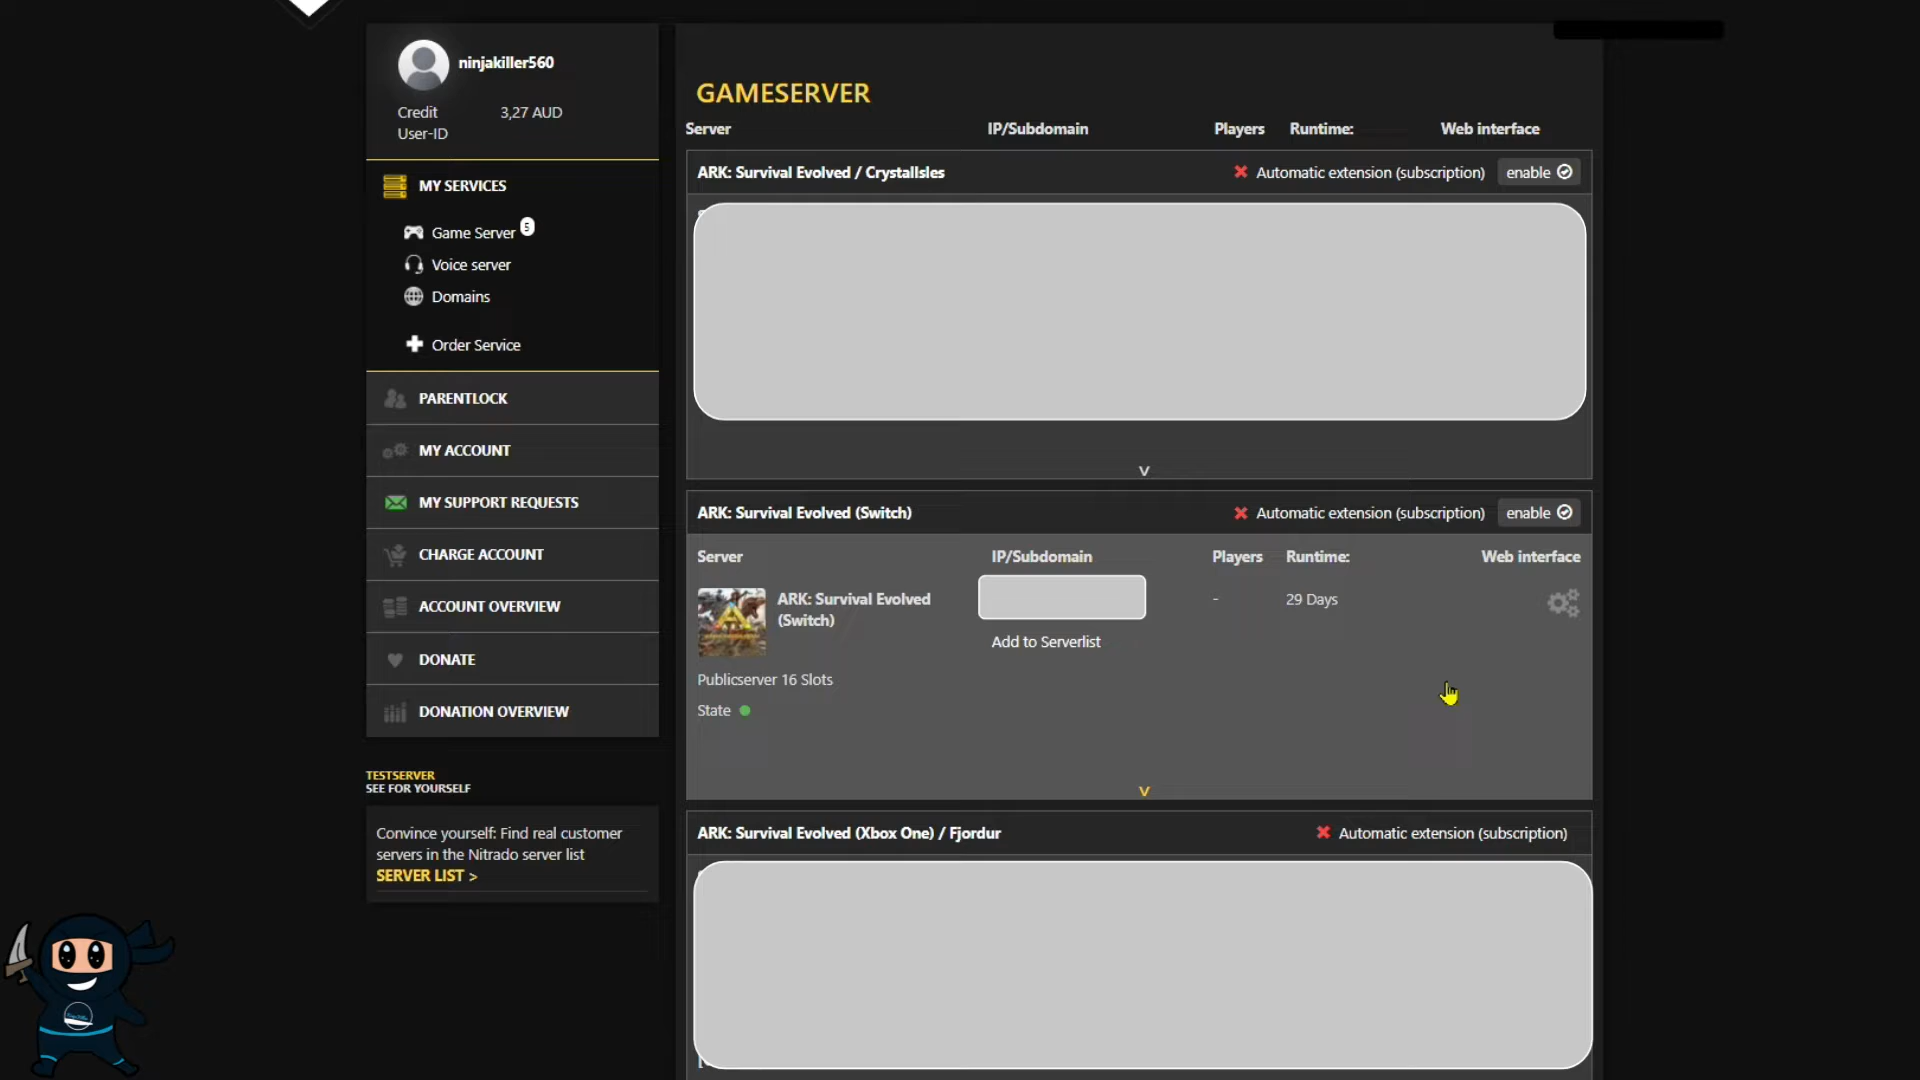 ninjakiller560
Credit 3,27 AUD
User-ID
MY SERVICES
Game Server 5
Voice server
Domains
Order Service
PARENTLOCK
MY ACCOUNT
MY SUPPORT REQUESTS
CHARGE ACCOUNT
ACCOUNT OVERVIEW
DONATE
DONATION OVERVIEW
TESTSERVER
SEE FOR YOURSELF
Convince yourself: Find real customer
servers in the Nitrado server list
SERVER LIST >
GAMESERVER
Server IP/Subdomain Players Runtime: Web interface
ARK: Survival Evolved / CrystalIsles Automatic extension (subscription) enable
ARK: Survival Evolved (Switch) Automatic extension (subscription) enable
Server IP/Subdomain Players Runtime: Web interface
ARK: Survival Evolved - 29 Days
(Switch)
Add to Serverlist
Publicserver 16 Slots
State
ARK: Survival Evolved (Xbox One) / Fjordur Automatic extension (subscription)